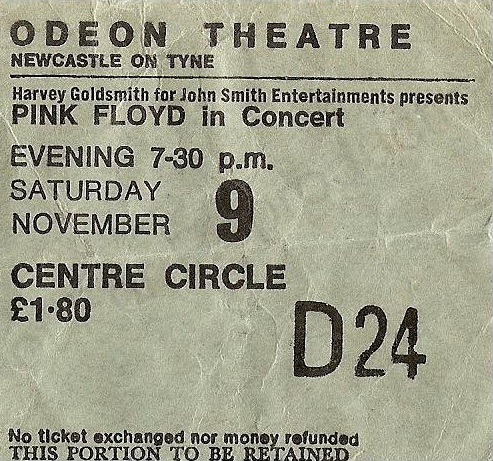 ODEON THEATRE
NEWCASTLE ON TYNE
Harvey Goldsmith for John Smith Entertainments presents
PINK FLOYD in Concert
EVENING 7-30 p.m.
SATURDAY
NOVEMBER 9
CENTRE CIRCLE
£1·80
D24
No ticket exchanged nor money refunded
THIS PORTION TO BE RETAINED